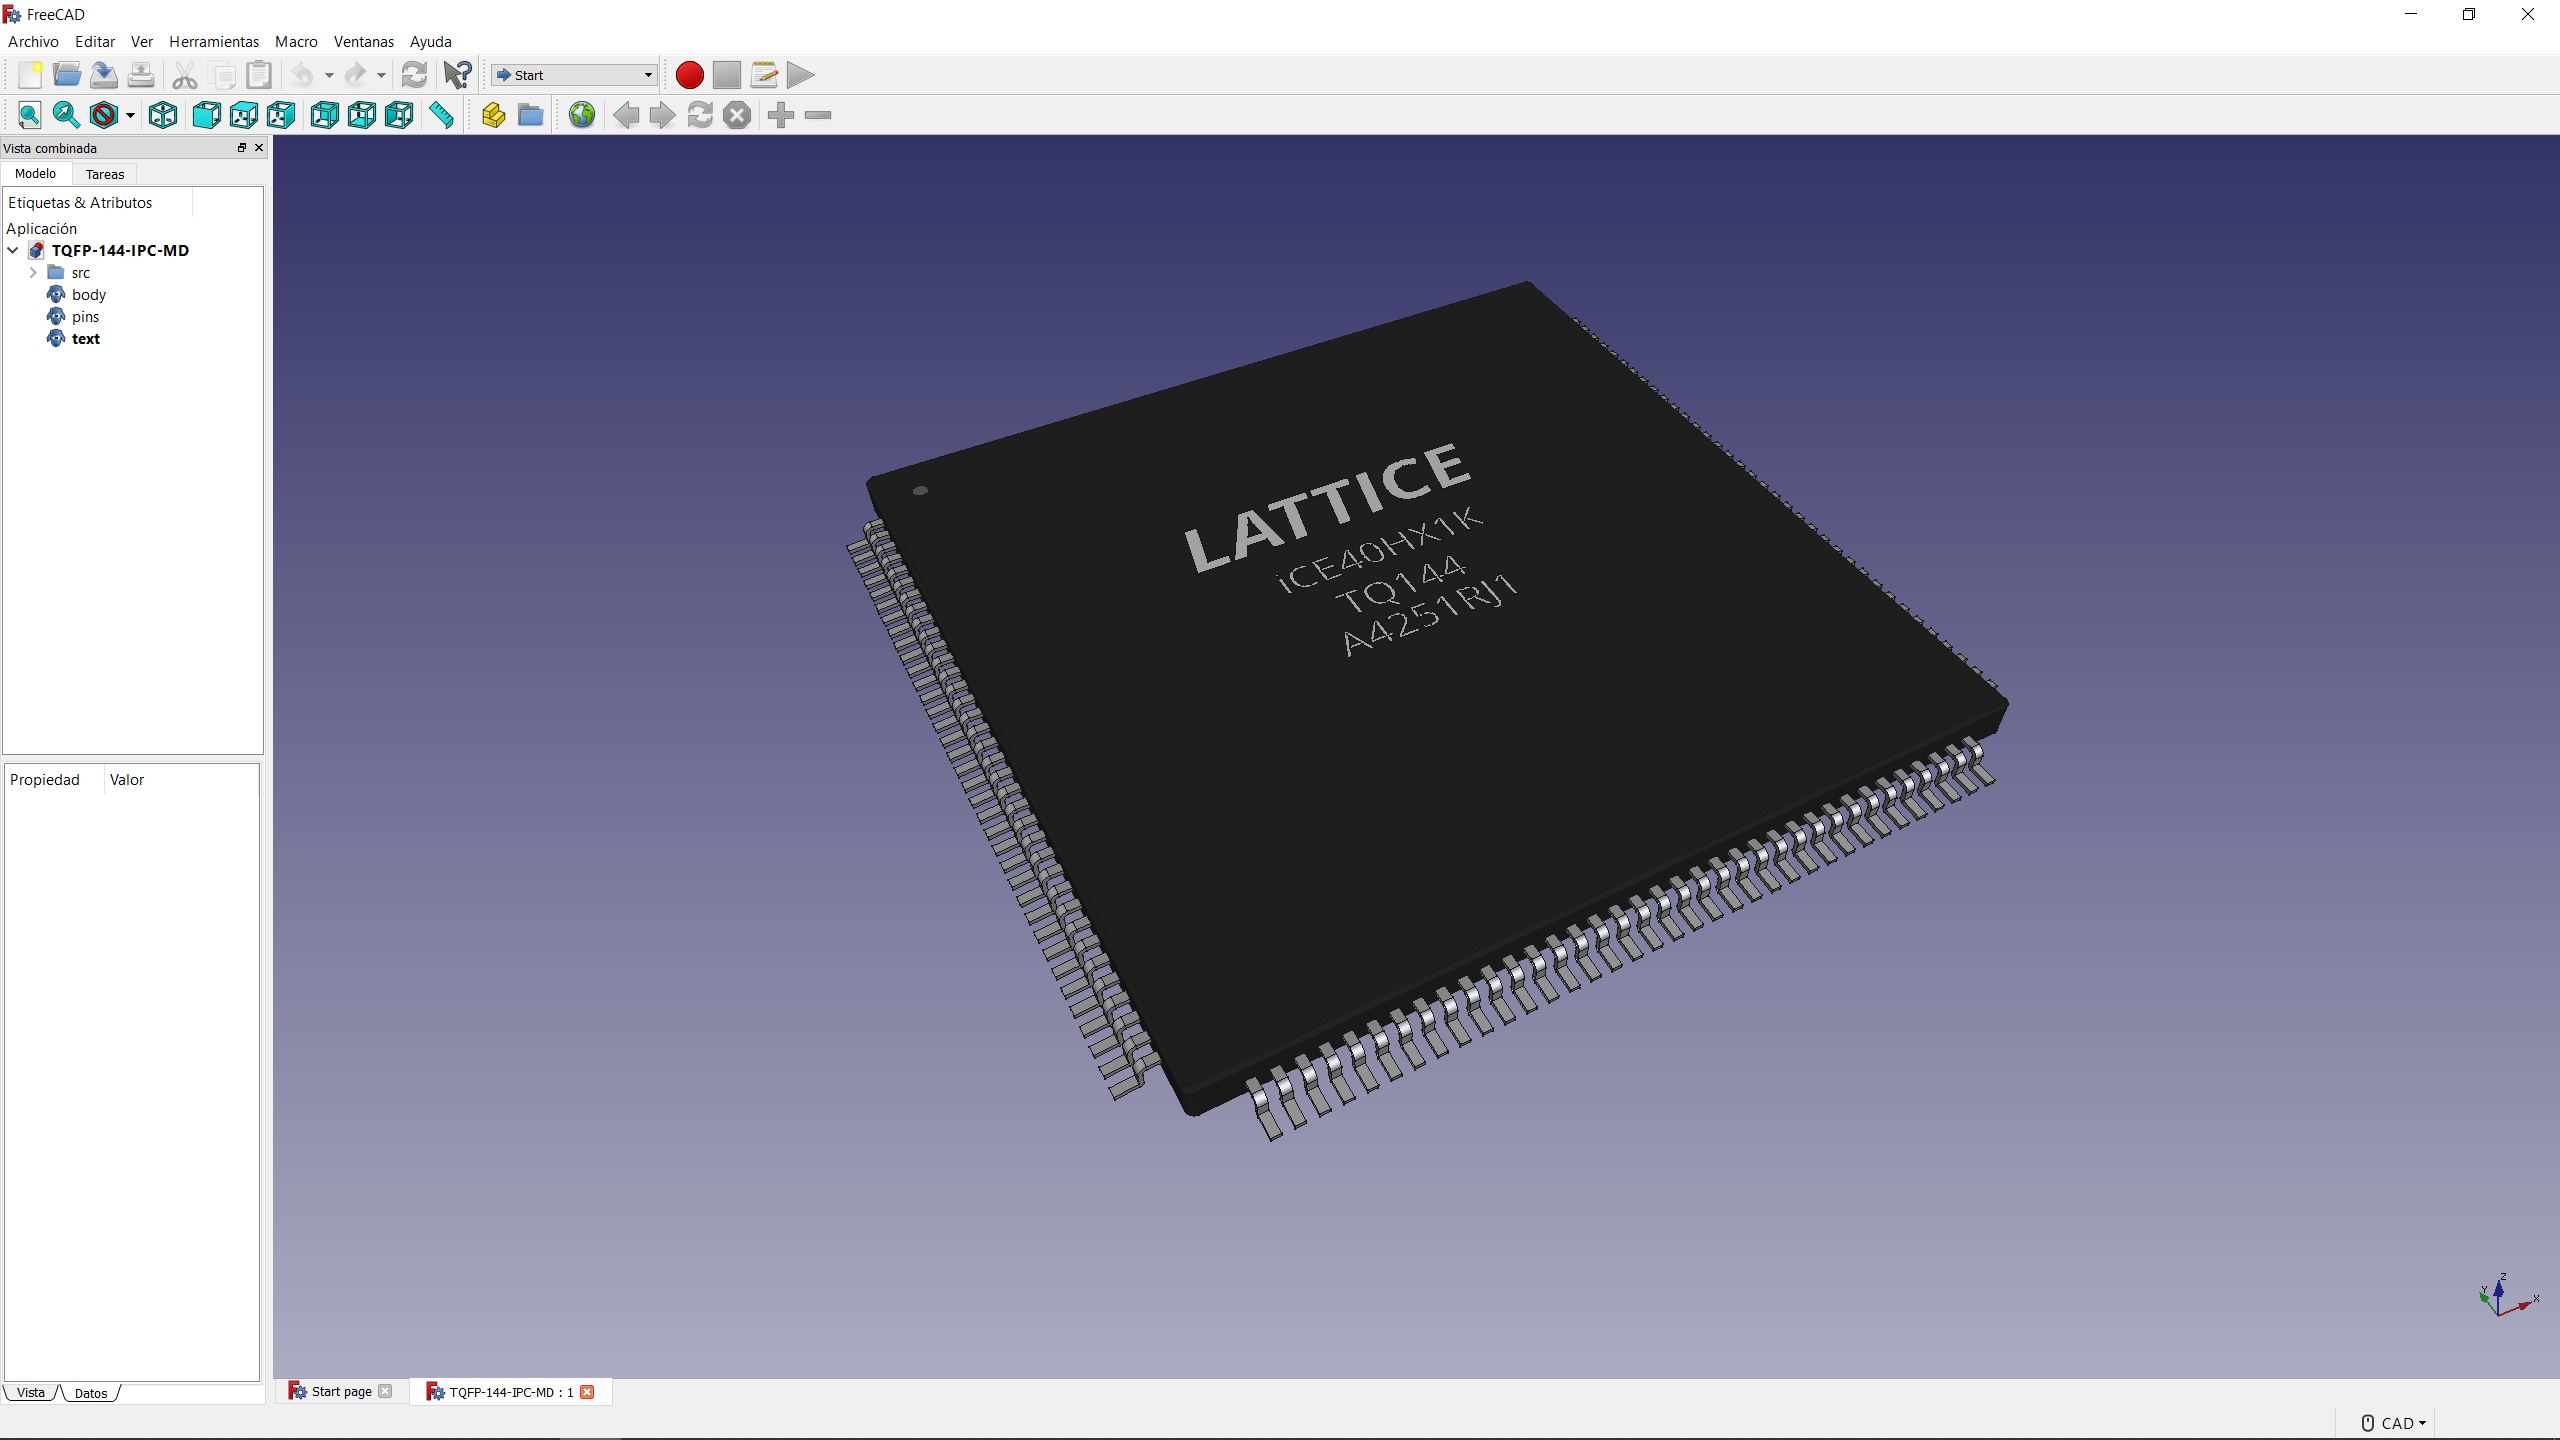 FreeCAD
Archivo Editar Ver Herramientas Macro Ventanas Ayuda
Start
Vista combinada
Modelo Tareas
Etiquetas & Atributos
Aplicación
TQFP-144-IPC-MD
src
body
pins
text
Propiedad Valor
LATTICE
iCE40HX1K
TQ144
A4251RJ1
Z
Y
X
Vista Datos
Start page TQFP-144-IPC-MD : 1
CAD